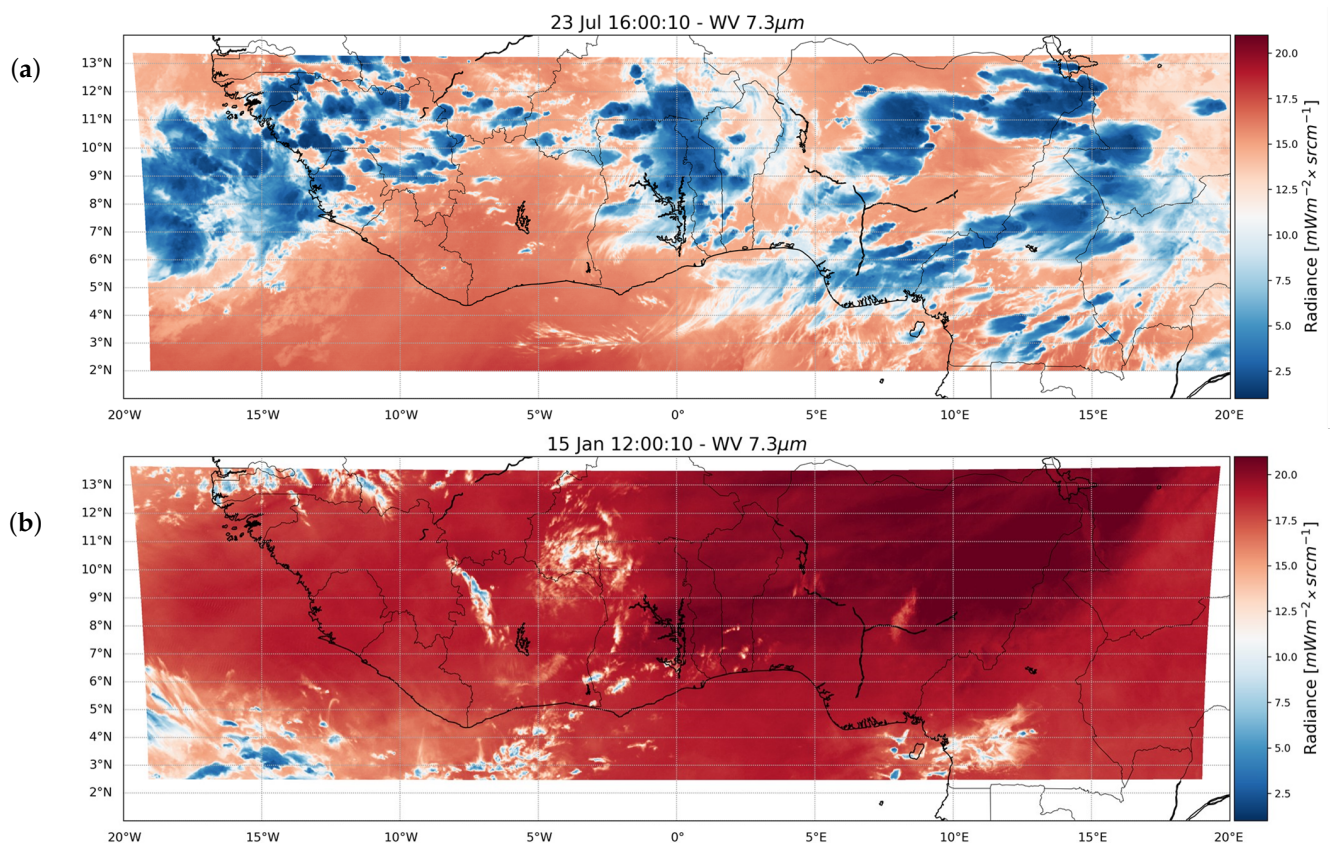 23 Jul 16:00:10 - WV 7.3μm
(a)
13°N
12°N
11°N
10°N
9°N
8°N
7°N
6°N
5°N
4°N
3°N
2°N
20°W 15°W 10°W 5°W 0° 5°E 10°E 15°E 20°E
20.0
17.5
15.0
12.5
10.0
7.5
5.0
2.5
Radiance [mWm⁻²x srcm⁻¹]
15 Jan 12:00:10 - WV 7.3μm
(b)
13°N
12°N
11°N
10°N
9°N
8°N
7°N
6°N
5°N
4°N
3°N
2°N
20°W 15°W 10°W 5°W 0° 5°E 10°E 15°E 20°E
20.0
17.5
15.0
12.5
10.0
7.5
5.0
2.5
Radiance [mWm⁻²x srcm⁻¹]